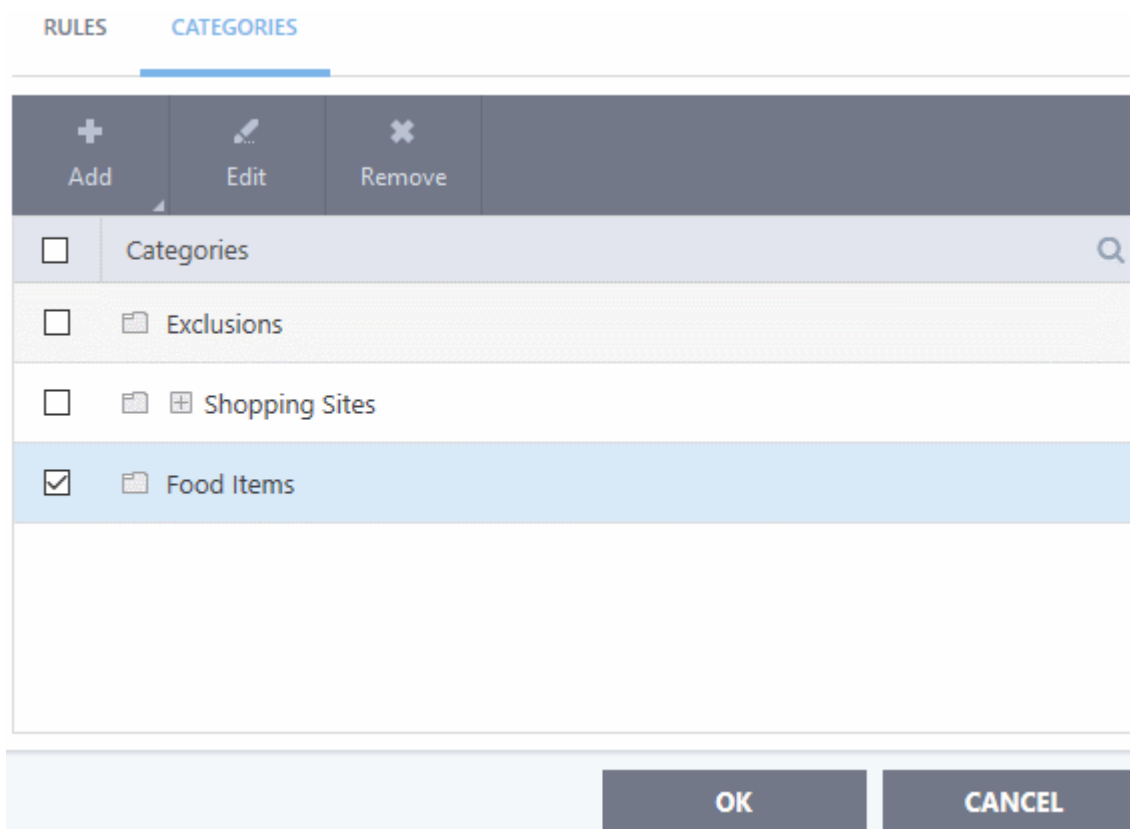 RULES CATEGORIES
Add Edit Remove
Categories
Exclusions
Shopping Sites
Food Items
OK CANCEL